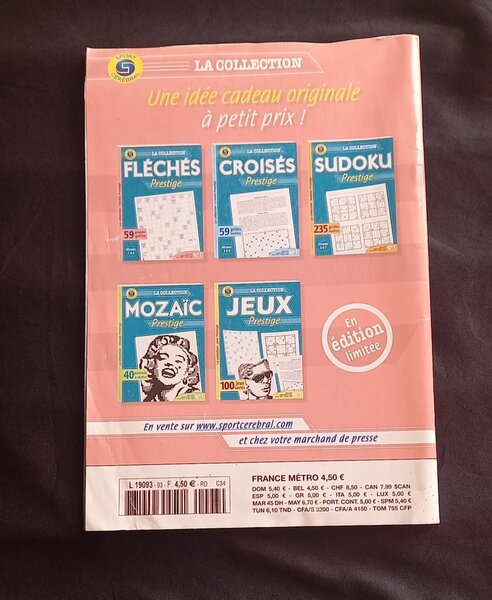 SPORT CEREBRAL
LA COLLECTION
Une idée cadeau originale
à petit prix !
LA COLLECTION
FLÉCHÉS
Prestige
59
LA COLLECTION
CROISÉS
Prestige
59
LA COLLECTION
SUDOKU
Prestige
235
LA COLLECTION
MOZAÏC
Prestige
40
LA COLLECTION
JEUX
Prestige
100
En
édition
limitée
En vente sur www.sportcerebral.com
et chez votre marchand de presse
L 19093 - 93 - F: 4,50 € - RD C34
FRANCE MÉTRO 4,50 €
DOM 5,40 € - BEL 4,50 € - CHF 8,50 - CAN 7.99 SCAN
ESP 5,00 € - GR 5,00 € - ITA 5,00 € - LUX 5,00 €
MAR 45 DH - MAY 6,70 € - PORT. CONT. 5,00 € - SPM 5,40 €
TUN 6,10 TND - CFA/S 3200 - CFA/A 4150 - TOM 755 CFP